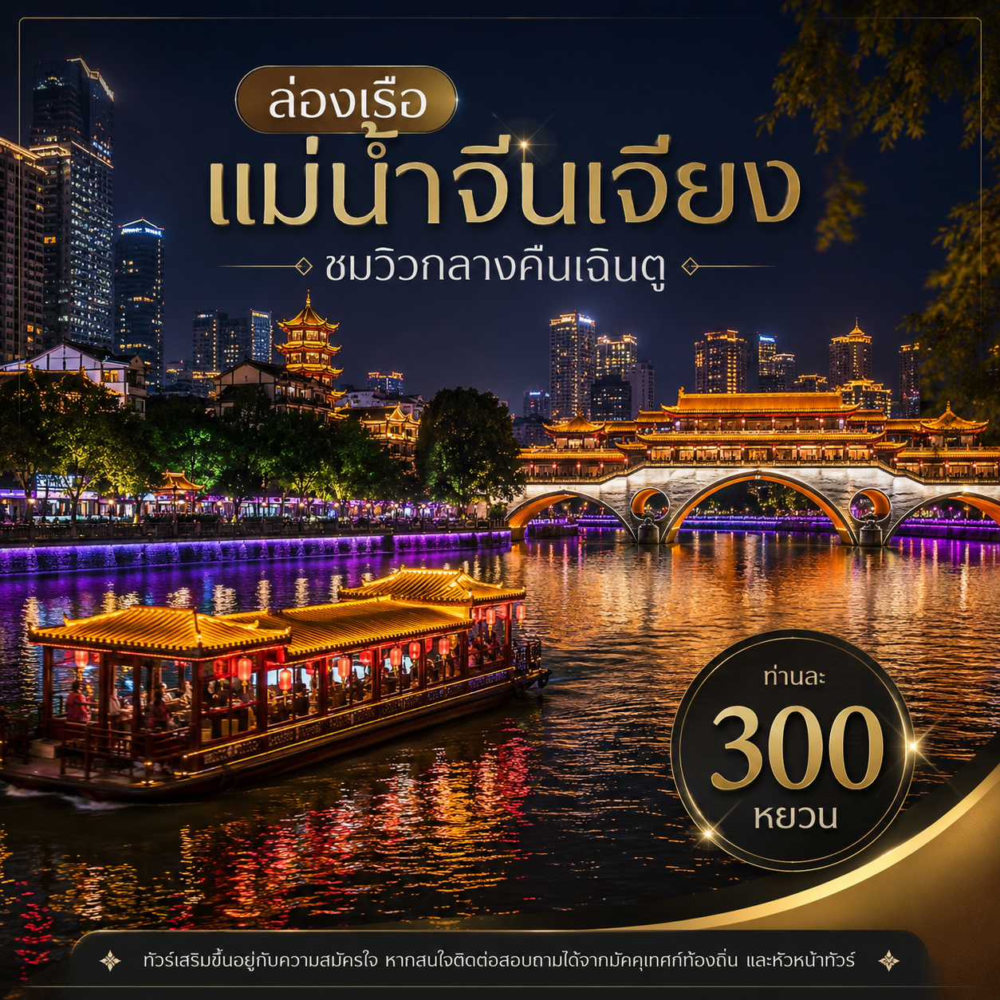 ล่องเรือ
แม่น้ำจีนเจียง
ชมวิวกลางคืนเฉินตู
ท่านละ
300
หยวน
ทัวร์เสริมขึ้นอยู่กับความสมัครใจ หากสนใจติดต่อสอบถามได้จากมัคคุเทศก์ท้องถิ่น และหัวหน้าทัวร์